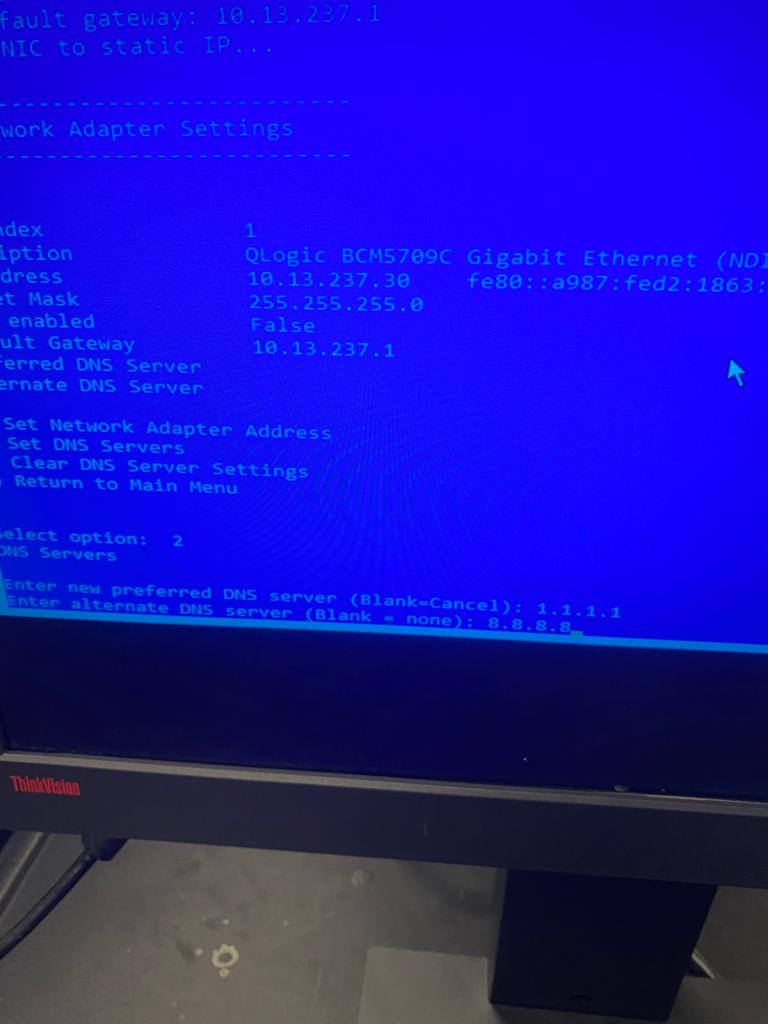 fault gateway: 10.13.237.1
NIC to static IP...
-------------------------
work Adapter Settings
-------------------------
ndex 1
iption QLogic BCM5709C Gigabit Ethernet (NDI
dress 10.13.237.30 fe80::a987:fed2:1863:
et Mask 255.255.255.0
enabled False
ult Gateway 10.13.237.1
ferred DNS Server
ernate DNS Server
Set Network Adapter Address
Set DNS Servers
Clear DNS Server Settings
Return to Main Menu
elect option: 2
DNS Servers
Enter new preferred DNS server (Blank=Cancel): 1.1.1.1
Enter alternate DNS server (Blank = none): 8.8.8.8_
ThinkVision